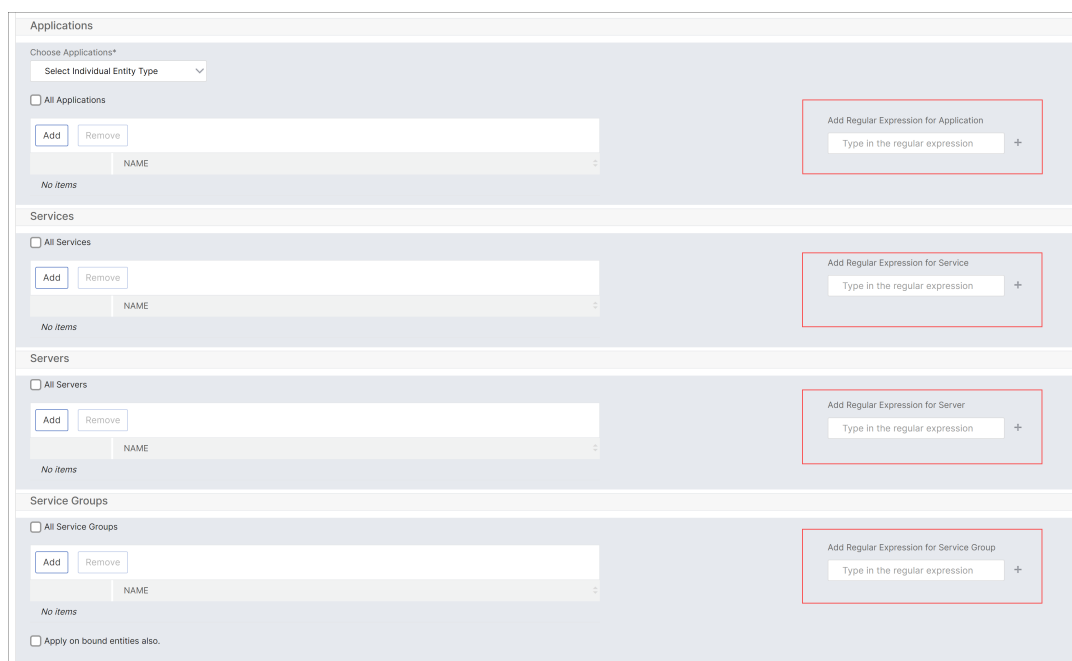 Applications
Choose Applications*
Select Individual Entity Type
All Applications
Add Regular Expression for Application
Add Remove
Type in the regular expression +
NAME
No items
Services
All Services
Add Regular Expression for Service
Add Remove
Type in the regular expression +
NAME
No items
Servers
All Servers
Add Regular Expression for Server
Add Remove
Type in the regular expression +
NAME
No items
Service Groups
All Service Groups
Add Regular Expression for Service Group
Add Remove
Type in the regular expression +
NAME
No items
Apply on bound entities also.